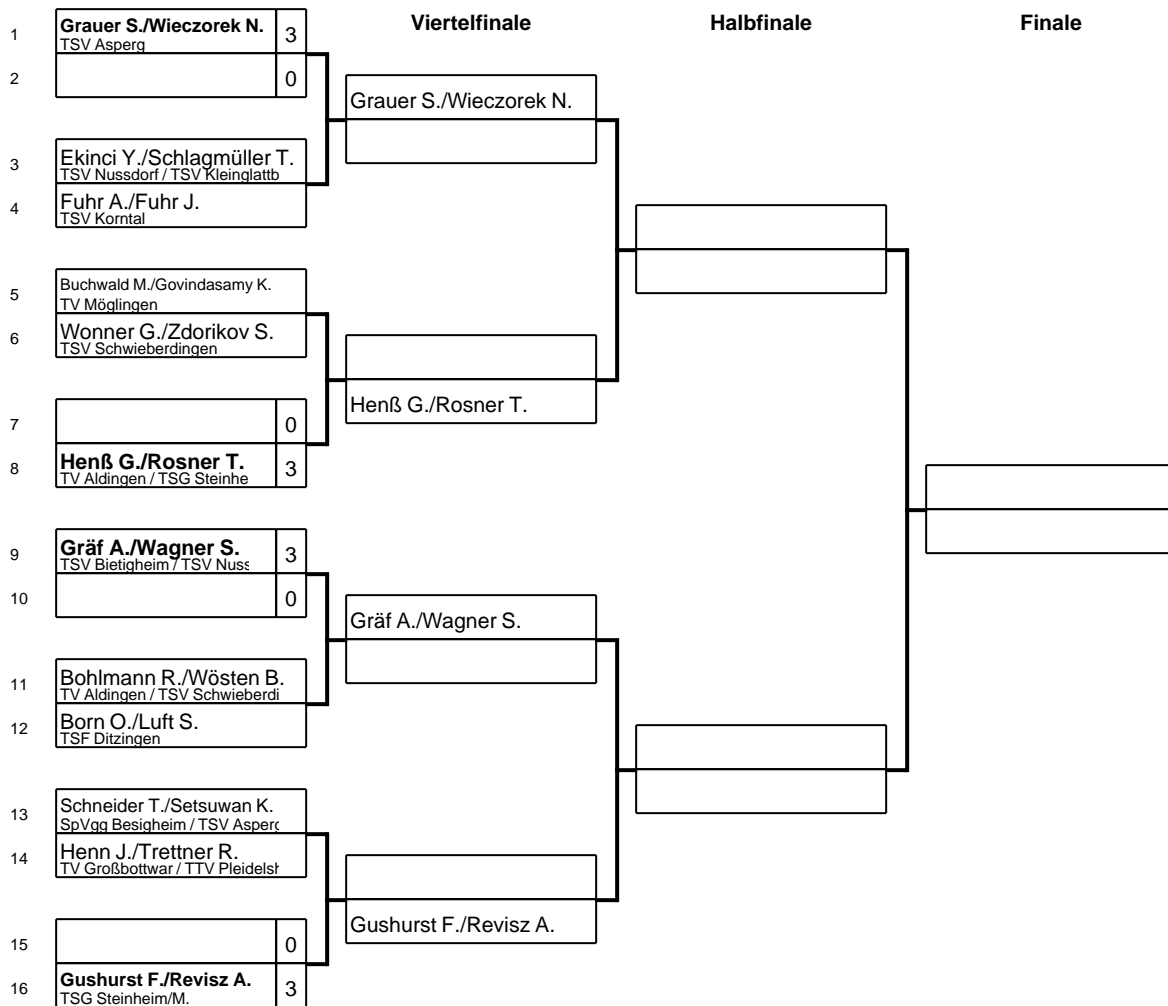 Viertelfinale
Halbfinale
Finale
1
Grauer S./Wieczorek N.
3
TSV Asperg
2
0
Grauer S./Wieczorek N.
3
Ekinci Y./Schlagmüller T.
TSV Nussdorf / TSV Kleinglattb
4
Fuhr A./Fuhr J.
TSV Korntal
5
Buchwald M./Govindasamy K.
TV Möglingen
6
Wonner G./Zdorikov S.
TSV Schwieberdingen
7
0
Henß G./Rosner T.
8
Henß G./Rosner T.
3
TV Aldingen / TSG Steinhe
9
Gräf A./Wagner S.
3
TSV Bietigheim / TSV Nuss
10
0
Gräf A./Wagner S.
11
Bohlmann R./Wösten B.
TV Aldingen / TSV Schwieberdi
12
Born O./Luft S.
TSF Ditzingen
13
Schneider T./Setsuwan K.
SpVgg Besigheim / TSV Asperg
14
Henn J./Trettner R.
TV Großbottwar / TTV Pleidelsh
15
0
Gushurst F./Revisz A.
16
Gushurst F./Revisz A.
3
TSG Steinheim/M.